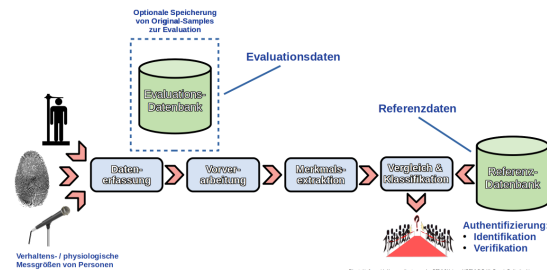 Optionale Speicherung
von Original-Samples
zur Evaluation
Evaluationsdaten
Evaluations-
Datenbank
Referenzdaten
Daten-
erfassung
Vorver-
arbeitung
Merkmals-
extraktion
Vergleich &
Klassifikation
Referenz-
Datenbank
Authentifizierung:
• Identifikation
• Verifikation
Verhaltens- / physiologische
Messgrößen von Personen